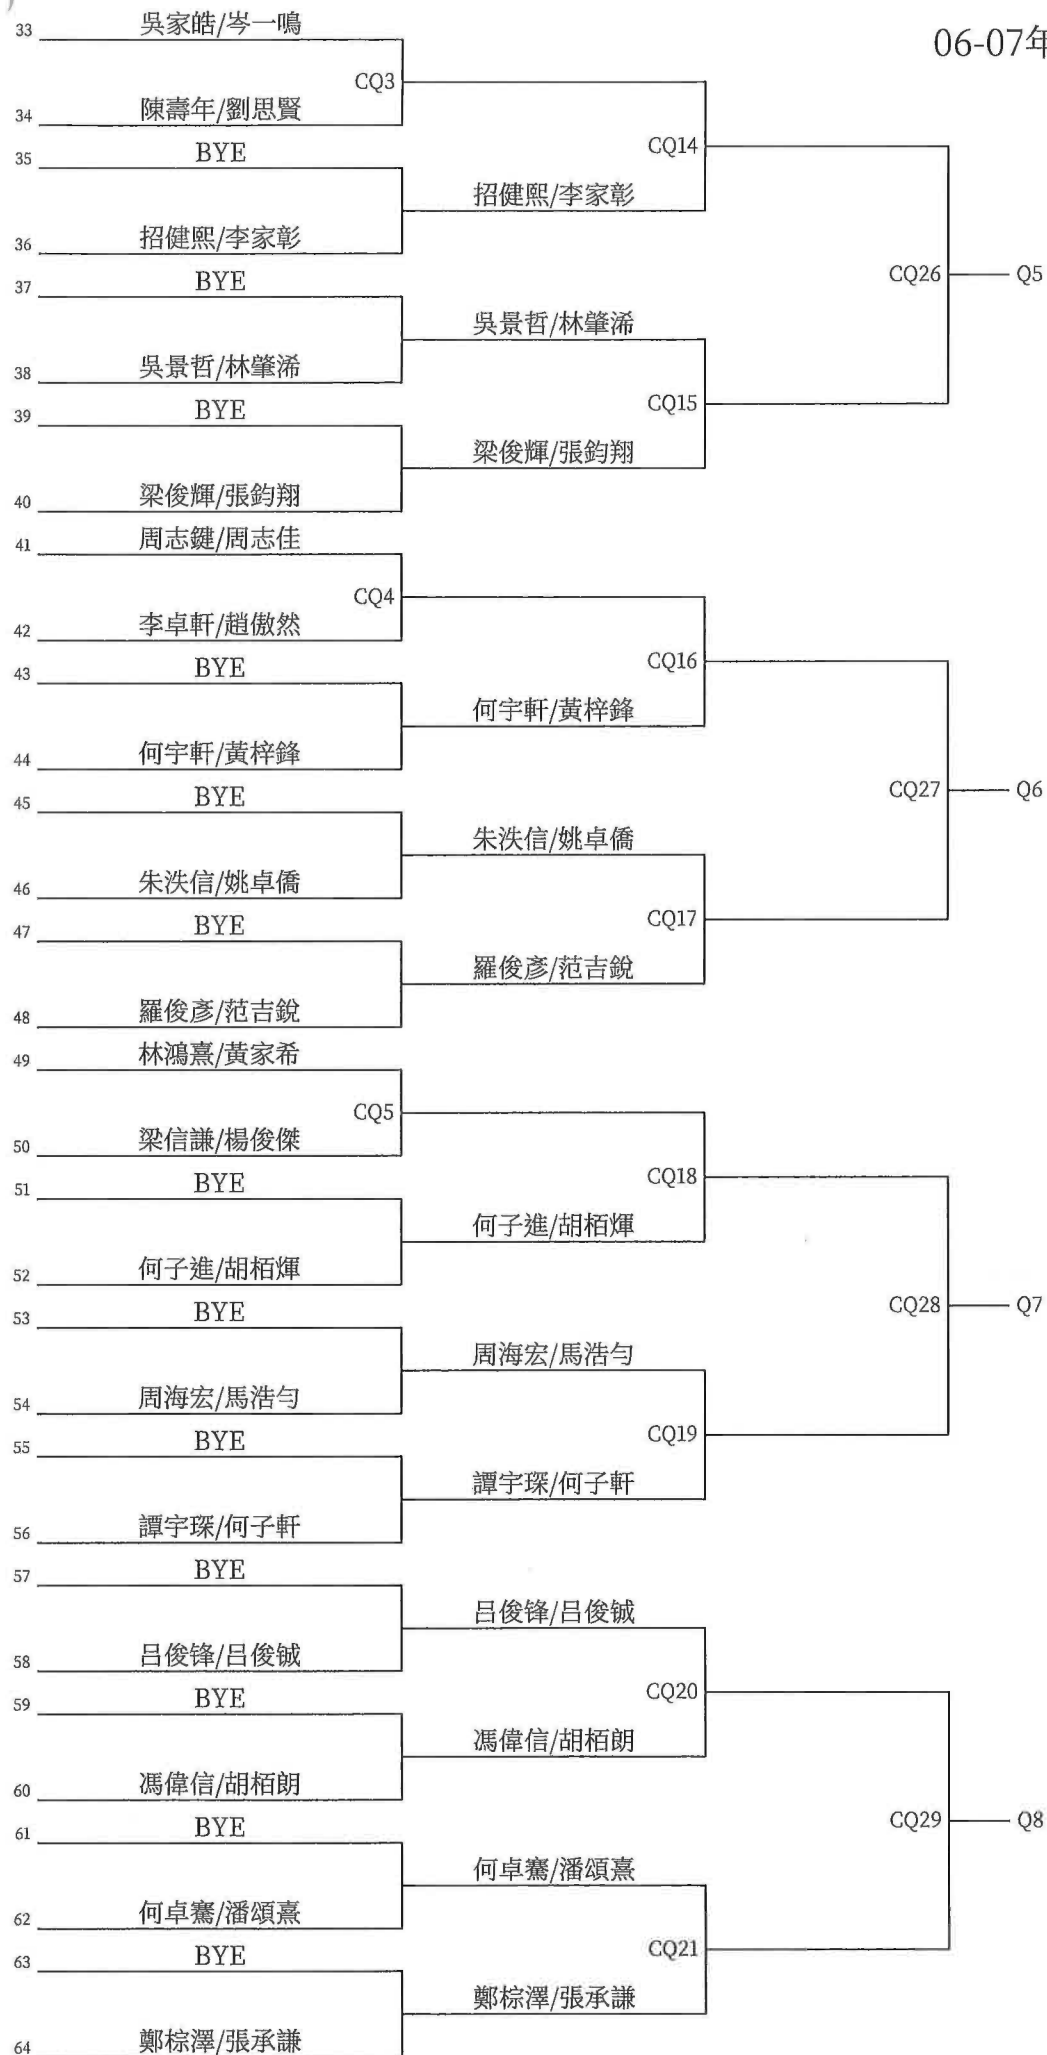 33 吳家皓/岑一鳴
06-07年
CQ3
34 陳壽年/劉思賢
CQ14
35 BYE
招健熙/李家彰
36 招健熙/李家彰
CQ26 Q5
37 BYE
吳景哲/林肇浠
38 吳景哲/林肇浠
CQ15
39 BYE
梁俊輝/張鈞翔
40 梁俊輝/張鈞翔
41 周志鍵/周志佳
CQ4
42 李卓軒/趙傲然
CQ16
43 BYE
何宇軒/黃梓鋒
44 何宇軒/黃梓鋒
CQ27 Q6
45 BYE
朱泆信/姚卓僑
46 朱泆信/姚卓僑
CQ17
47 BYE
羅俊彥/范吉銳
48 羅俊彥/范吉銳
49 林鴻熹/黃家希
CQ5
50 梁信謙/楊俊傑
CQ18
51 BYE
何子進/胡栢煇
52 何子進/胡栢煇
CQ28 Q7
53 BYE
周海宏/馬浩勻
54 周海宏/馬浩勻
CQ19
55 BYE
譚宇琛/何子軒
56 譚宇琛/何子軒
57 BYE
吕俊锋/吕俊铖
58 吕俊锋/吕俊铖
CQ20
59 BYE
馮偉信/胡栢朗
60 馮偉信/胡栢朗
CQ29 Q8
61 BYE
何卓騫/潘頌熹
62 何卓騫/潘頌熹
CQ21
63 BYE
鄭棕澤/張承謙
64 鄭棕澤/張承謙